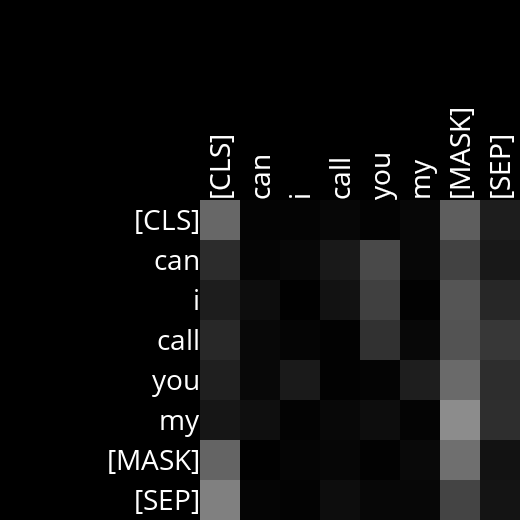 [CLS] can i call you my [MASK] [SEP]
[CLS]
can
i
call
you
my
[MASK]
[SEP]